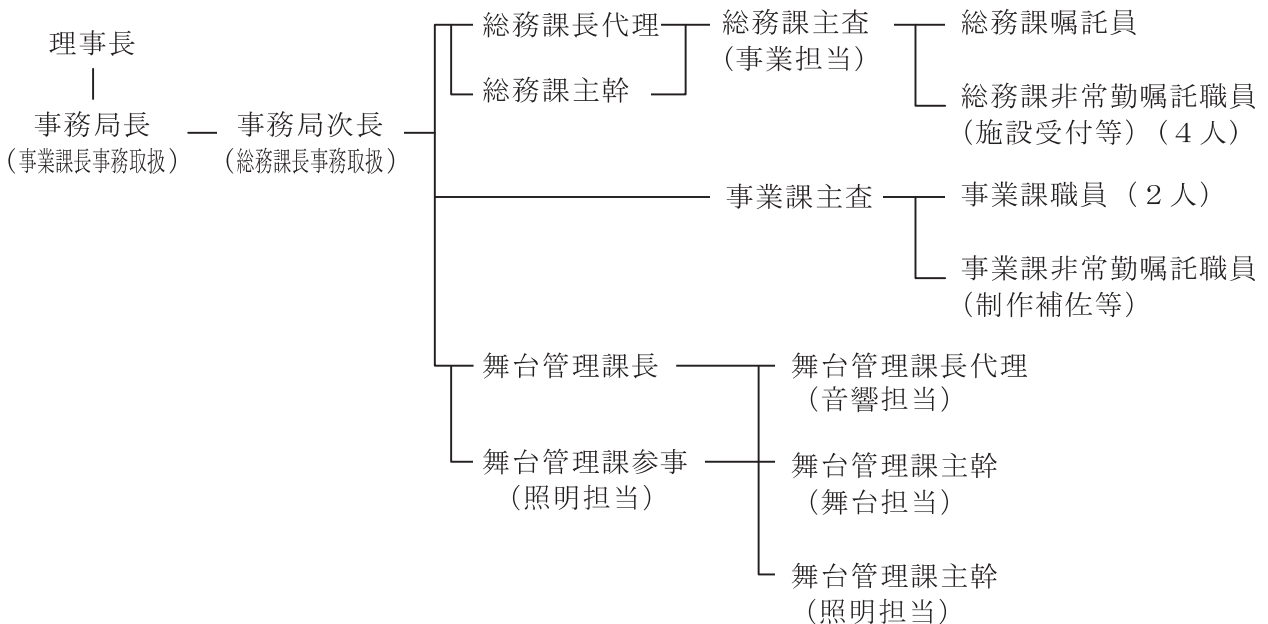 理事長
事務局長
（事業課長事務取扱）
事務局次長
（総務課長事務取扱）
総務課長代理
総務課主幹
総務課主査
（事業担当）
総務課嘱託員
総務課非常勤嘱託職員
（施設受付等）（４人）
事業課主査
事業課職員（２人）
事業課非常勤嘱託職員
（制作補佐等）
舞台管理課長
舞台管理課参事
（照明担当）
舞台管理課長代理
（音響担当）
舞台管理課主幹
（舞台担当）
舞台管理課主幹
（照明担当）